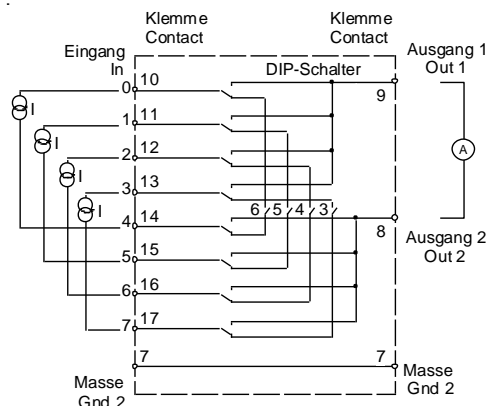 Klemme
Contact
Klemme
Contact
Eingang
In
DIP-Schalter
Ausgang 1
Out 1
0 10
9
I
1 11
I
A
2 12
I
3 13
I
6 5 4 3
4 14
8
Ausgang 2
Out 2
5 15
6 16
7 17
7
7
Masse
Gnd 2
Masse
Gnd 2